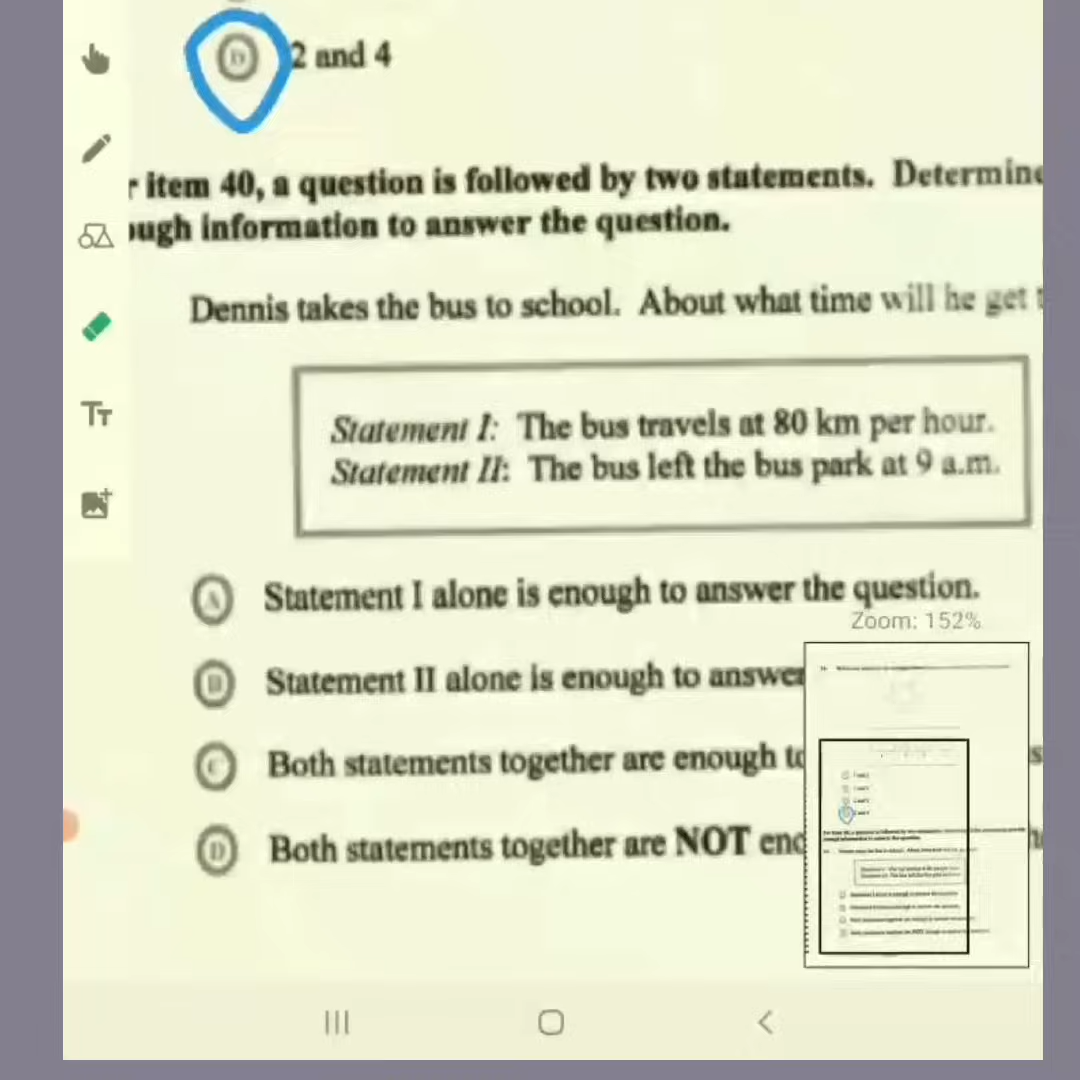 D 2 and 4
r item 40, a question is followed by two statements. Determine
ough information to answer the question.
Dennis takes the bus to school. About what time will he get
Statement I: The bus travels at 80 km per hour.
Statement II: The bus left the bus park at 9 a.m.
A Statement I alone is enough to answer the question.
Zoom: 152%
B Statement II alone is enough to answer
C Both statements together are enough to
D Both statements together are NOT eno